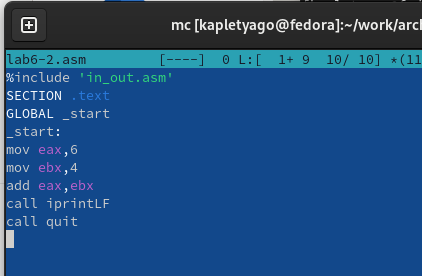 mc [kapletyago@fedora]:~/work/arch
lab6-2.asm [----] 0 L:[ 1+ 9 10/ 10] *(11
%include 'in_out.asm'
SECTION .text
GLOBAL _start
_start:
mov eax,6
mov ebx,4
add eax,ebx
call iprintLF
call quit